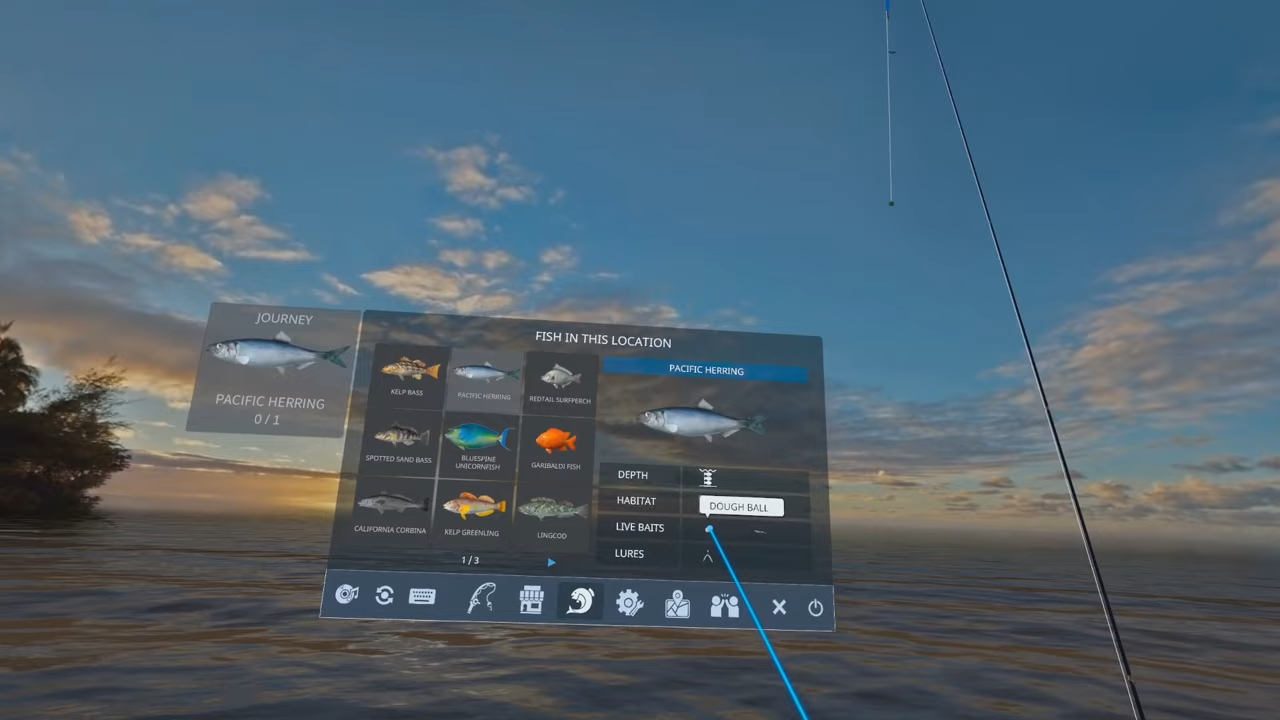 JOURNEY
PACIFIC HERRING
0 / 1
FISH IN THIS LOCATION
KELP BASS
PACIFIC HERRING
REDTAIL SURFPERCH
SPOTTED SAND BASS
BLUESPINE
UNICORNFISH
GARIBALDI FISH
CALIFORNIA CORBINA
KELP GREENLING
LINGCOD
1 / 3
PACIFIC HERRING
DEPTH
HABITAT
DOUGH BALL
LIVE BAITS
LURES